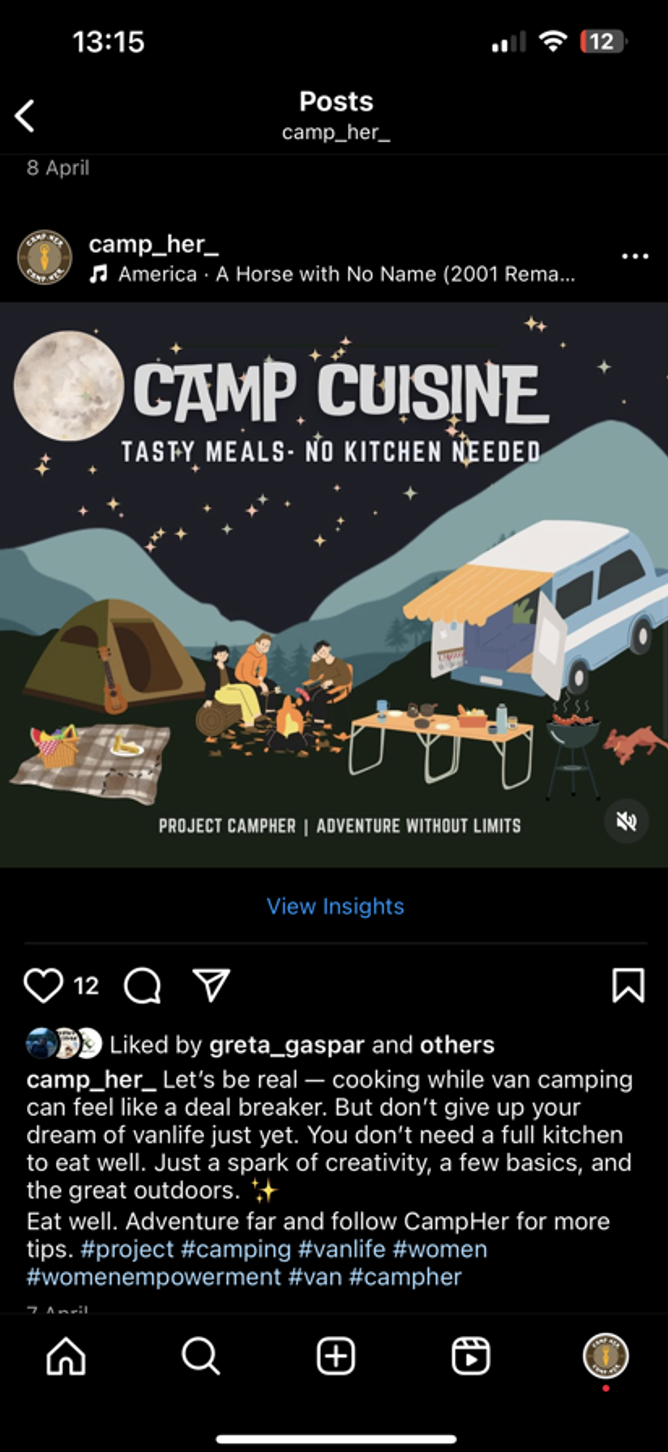 13:15
12
Posts
camp_her_
8 April
camp_her_
America · A Horse with No Name (2001 Rema...
CAMP CUISINE
TASTY MEALS- NO KITCHEN NEEDED
PROJECT CAMPHER | ADVENTURE WITHOUT LIMITS
View Insights
12
Liked by greta_gaspar and others
camp_her_ Let’s be real — cooking while van camping
can feel like a deal breaker. But don’t give up your
dream of vanlife just yet. You don’t need a full kitchen
to eat well. Just a spark of creativity, a few basics, and
the great outdoors. ✨
Eat well. Adventure far and follow CampHer for more
tips. #project #camping #vanlife #women
#womenempowerment #van #campher
7 April